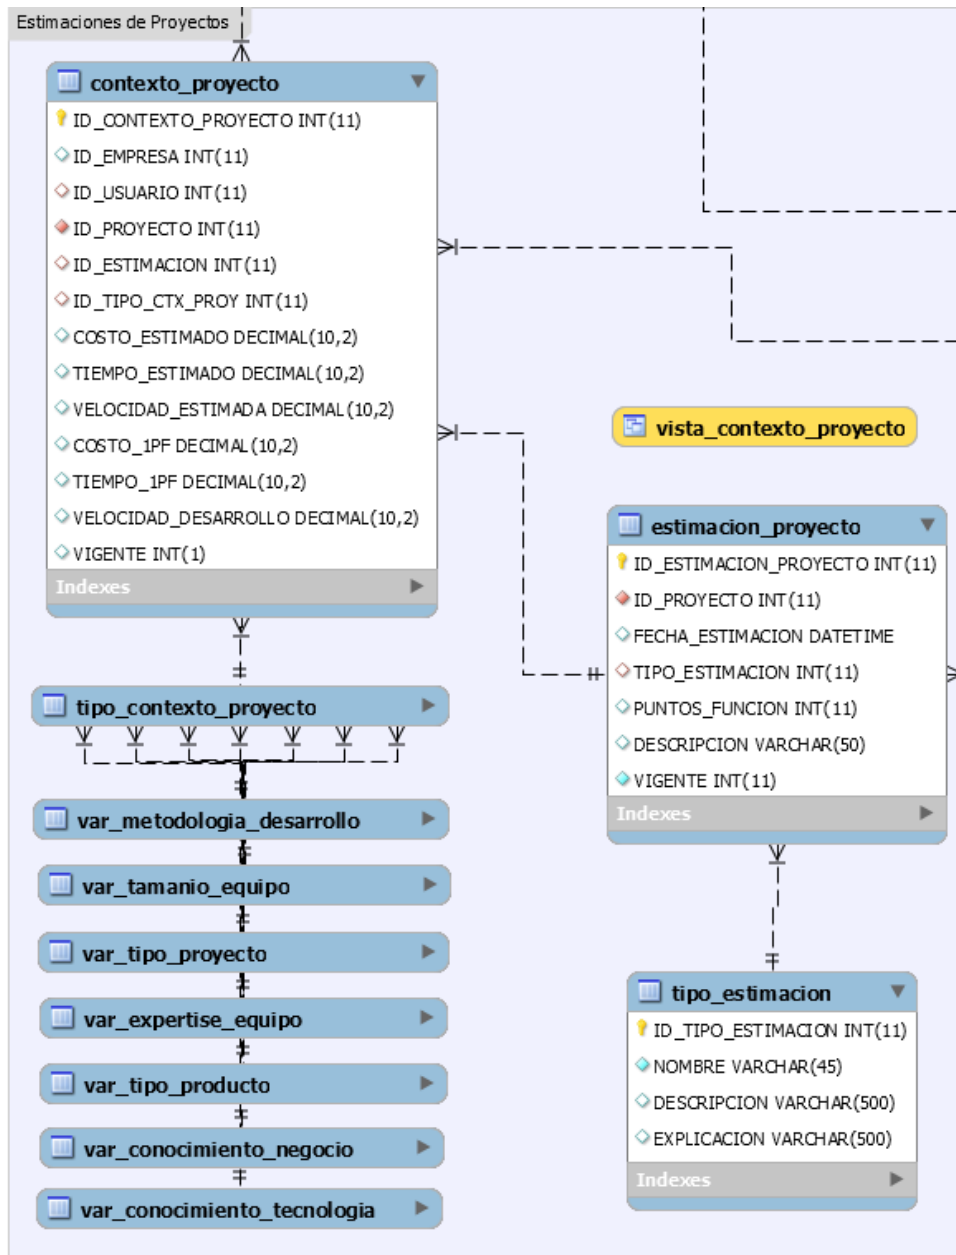 Estimaciones de Proyectos
contexto_proyecto
ID_CONTEXTO_PROYECTO INT(11)
ID_EMPRESA INT(11)
ID_USUARIO INT(11)
ID_PROYECTO INT(11)
ID_ESTIMACION INT(11)
ID_TIPO_CTX_PROY INT(11)
COSTO_ESTIMADO DECIMAL(10,2)
TIEMPO_ESTIMADO DECIMAL(10,2)
VELOCIDAD_ESTIMADA DECIMAL(10,2)
COSTO_1PF DECIMAL(10,2)
TIEMPO_1PF DECIMAL(10,2)
VELOCIDAD_DESARROLLO DECIMAL(10,2)
VIGENTE INT(1)
Indexes
tipo_contexto_proyecto
var_metodologia_desarrollo
var_tamanio_equipo
var_tipo_proyecto
var_expertise_equipo
var_tipo_producto
var_conocimiento_negocio
var_conocimiento_tecnologia
vista_contexto_proyecto
estimacion_proyecto
ID_ESTIMACION_PROYECTO INT(11)
ID_PROYECTO INT(11)
FECHA_ESTIMACION DATETIME
TIPO_ESTIMACION INT(11)
PUNTOS_FUNCION INT(11)
DESCRIPCION VARCHAR(50)
VIGENTE INT(11)
Indexes
tipo_estimacion
ID_TIPO_ESTIMACION INT(11)
NOMBRE VARCHAR(45)
DESCRIPCION VARCHAR(500)
EXPLICACION VARCHAR(500)
Indexes